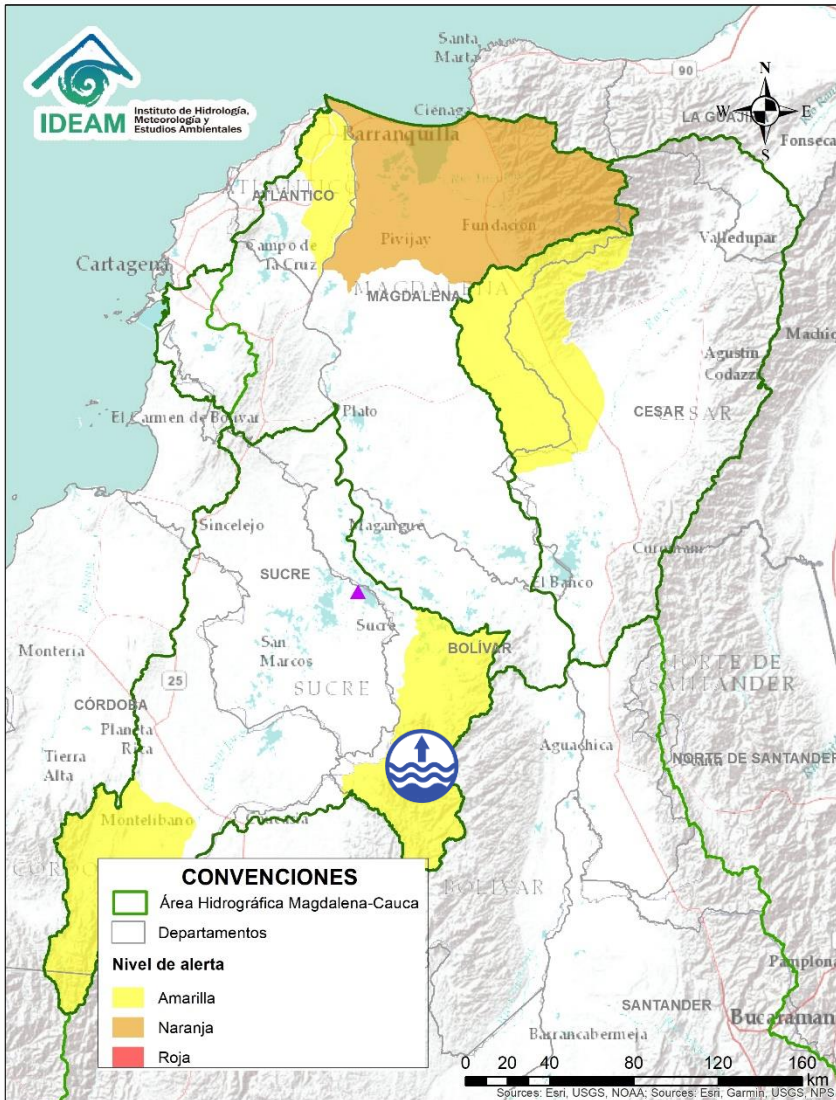 Santa
Marta
90
N
W E
S
IDEAM
Instituto de Hidrología,
Meteorología y
Estudios Ambientales
Ciénaga
LA GUAJIRA
Fonseca
Barranquilla
ATLÁNTICO
Pivijay
Fundación
Valledupar
Cartagena
Campo de
la Cruz
MAGDALENA
MAGDALENA
Agustín
Codazzi
El Carmen de Bolívar
Plato
CESAR
CESAR
Sincelejo
Magangué
Curumaní
SUCRE
El Banco
Sucre
San
Marcos
BOLÍVAR
Montería
SUCRE
NORTE DE
SANTANDER
25
CÓRDOBA
Planeta
Rica
Aguachica
NORTE DE SANTANDER
Tierra
Alta
Montelíbano
BOLÍVAR
CONVENCIONES
Área Hidrográfica Magdalena-Cauca
Departamentos
Nivel de alerta
Amarilla
Naranja
Roja
Pamplona
SANTANDER
Bucaraman
Barrancabermeja
0 20 40 80 120 160
km
Sources: Esri, USGS, NOAA; Sources: Esri, Garmin, USGS, NPS